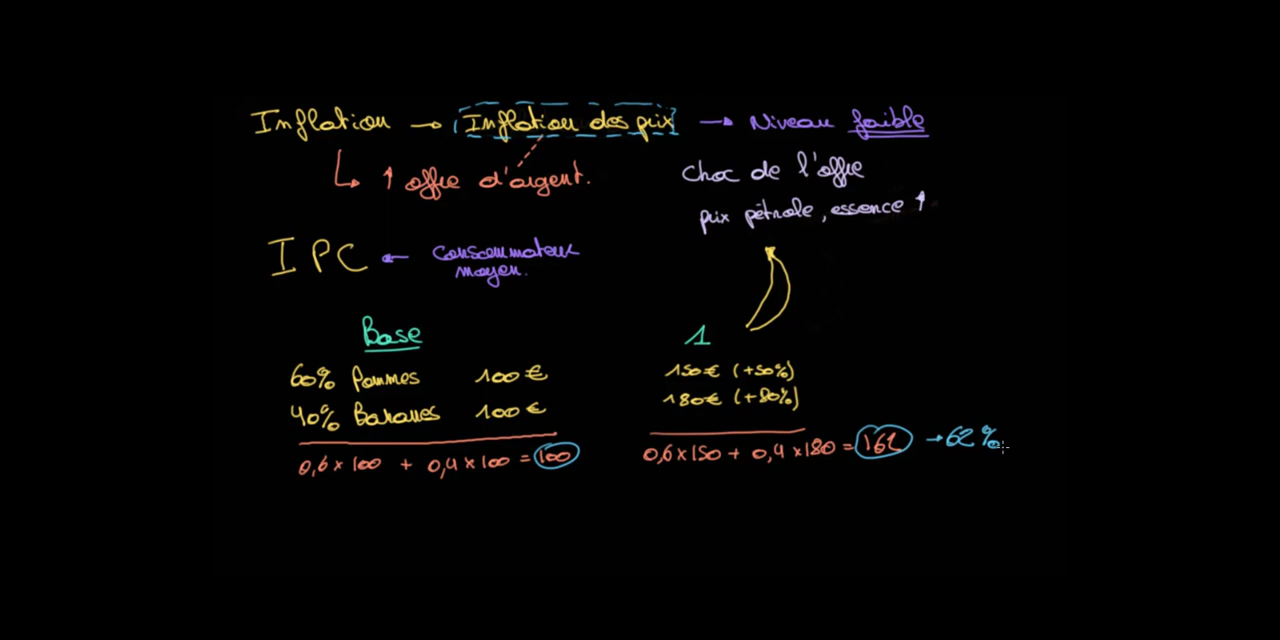 Inflation → Inflation des prix → Niveau faible
↑ offre d'argent.
choc de l'offre
prix pétrole, essence ↑
IPC ← consommateur
moyen.
Base
1
60% Pommes 100€
150€ (+50%)
40% Bananes 100€
180€ (+80%)
0,6 × 100 + 0,4 × 100 = 100
0,6 × 150 + 0,4 × 180 = 162 → 62%